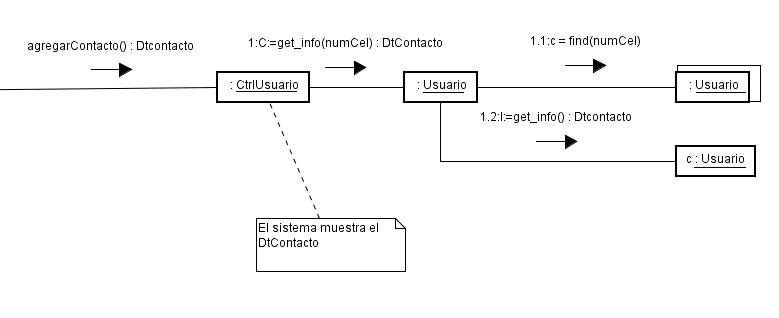 agregarContacto() : Dtcontacto
1:C:=get_info(numCel) : DtContacto
1.1:c = find(numCel)
: CtrlUsuario
: Usuario
: Usuario
1.2:I:=get_info() : Dtcontacto
c : Usuario
El sistema muestra el
DtContacto